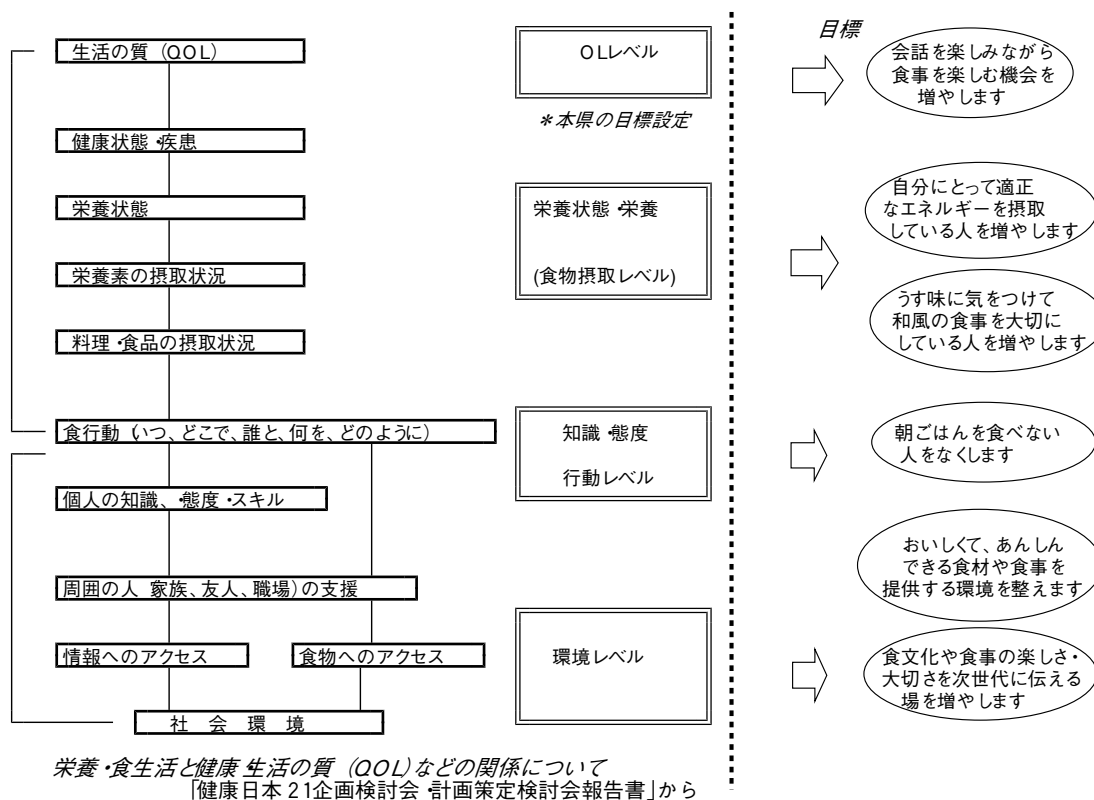 生活の質 (QOL)
健康状態・疾患
栄養状態
栄養素の摂取状況
料理・食品の摂取状況
食行動 (いつ、どこで、誰と、何を、どのように)
個人の知識、・態度・スキル
周囲の人 家族、友人、職場)の支援
情報へのアクセス
食物へのアクセス
社 会 環 境
OLレベル
*本県の目標設定
栄養状態・栄養
(食物摂取レベル)
知識・態度
行動レベル
環境レベル
目標
会話を楽しみながら
食事を楽しむ機会を
増やします
自分にとって適正
なエネルギーを摂取
している人を増やします
うす味に気をつけて
和風の食事を大切に
している人を増やします
朝ごはんを食べない
人をなくします
おいしくて、あんしん
できる食材や食事を
提供する環境を整えます
食文化や食事の楽しさ・
大切さを次世代に伝える
場を増やします
栄養・食生活と健康 生活の質 (QOL)などの関係について
「健康日本21企画検討会・計画策定検討会報告書」から